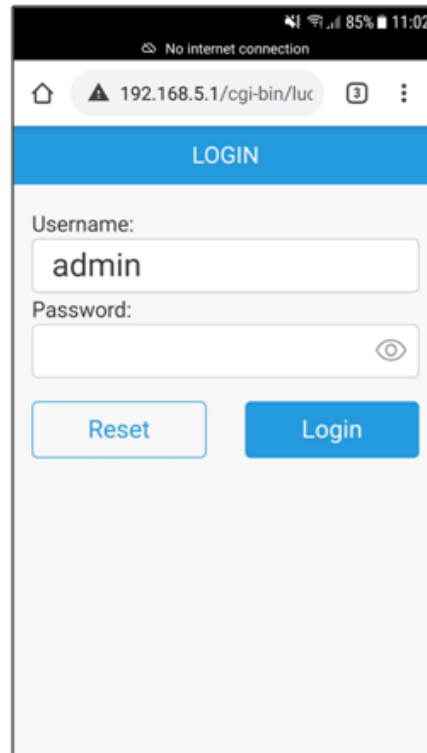 85% 11:02
No internet connection
192.168.5.1/cgi-bin/luc
3
LOGIN
Username:
admin
Password:
Reset
Login